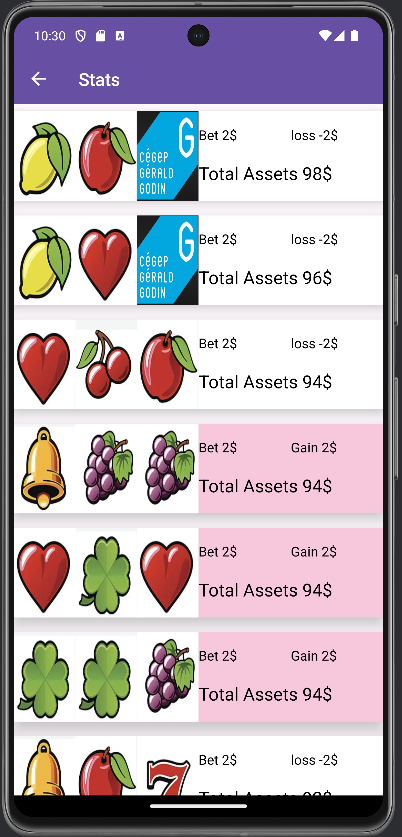 10:30
Stats
G
cégep
gérald
godin
Bet 2$ loss -2$
Total Assets 98$
G
cégep
gérald
godin
Bet 2$ loss -2$
Total Assets 96$
Bet 2$ loss -2$
Total Assets 94$
Bet 2$ Gain 2$
Total Assets 94$
Bet 2$ Gain 2$
Total Assets 94$
Bet 2$ Gain 2$
Total Assets 94$
7
Bet 2$ loss -2$
Total Assets